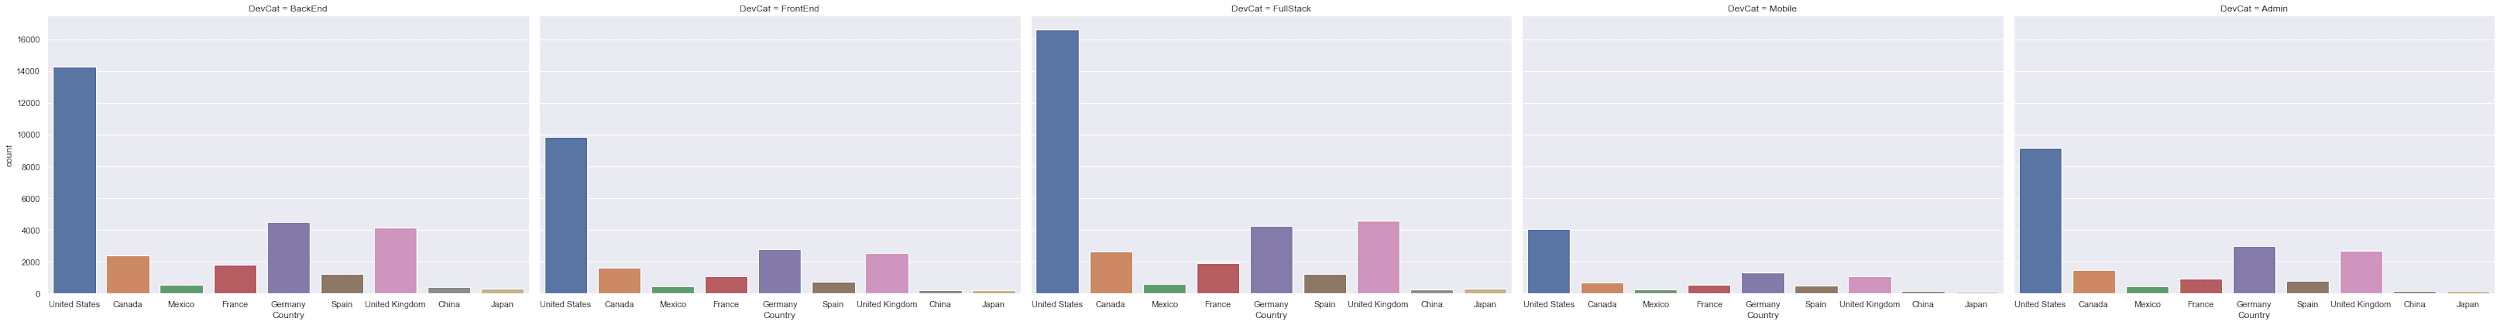 DevCat = BackEnd
DevCat = FrontEnd
DevCat = FullStack
DevCat = Mobile
DevCat = Admin
16000
14000
12000
10000
8000
6000
4000
2000
0
count
United States Canada Mexico France Germany Spain United Kingdom China Japan
Country
United States Canada Mexico France Germany Spain United Kingdom China Japan
Country
United States Canada Mexico France Germany Spain United Kingdom China Japan
Country
United States Canada Mexico France Germany Spain United Kingdom China Japan
Country
United States Canada Mexico France Germany Spain United Kingdom China Japan
Country